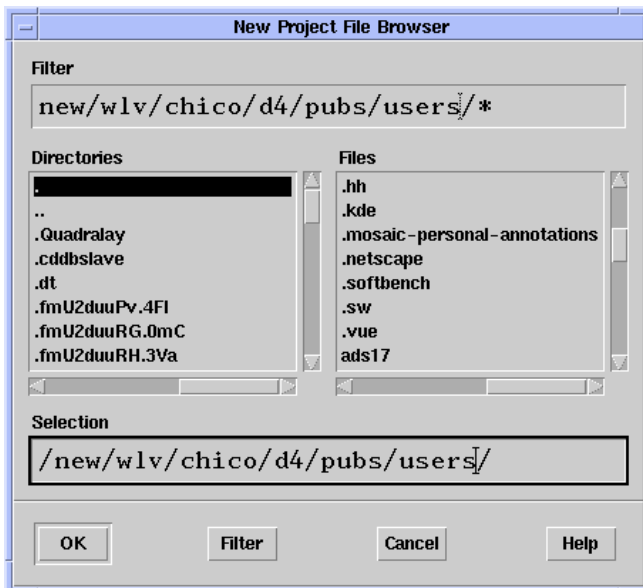 New Project File Browser
Filter
new/wlv/chico/d4/pubs/users/*
Directories
.
..
.Quadralay
.cddbslave
.dt
.fmU2duuPv.4FI
.fmU2duuRG.0mC
.fmU2duuRH.3Va
Files
.hh
.kde
.mosaic-personal-annotations
.netscape
.softbench
.sw
.vue
ads17
Selection
/new/wlv/chico/d4/pubs/users/
OK Filter Cancel Help